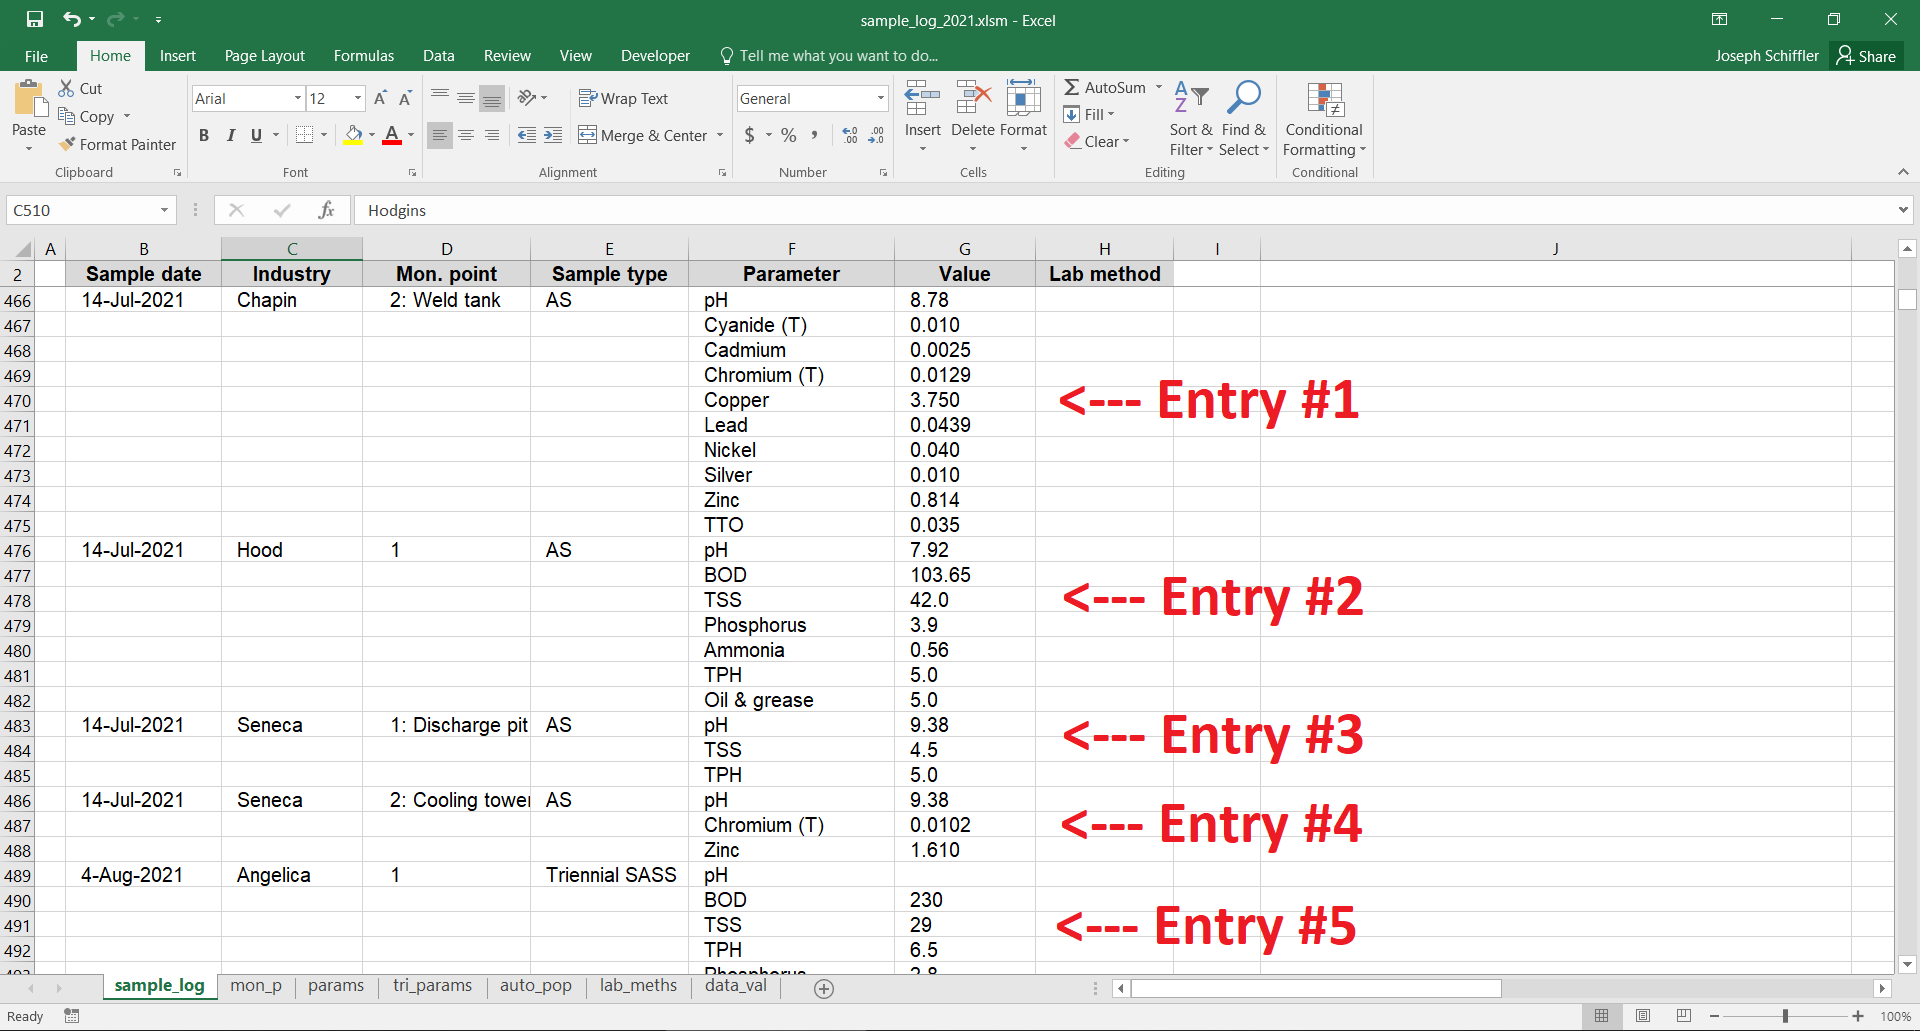 sample_log_2021.xlsm - Excel
File Home Insert Page Layout Formulas Data Review View Developer Tell me what you want to do... Joseph Schiffler Share
Paste Cut Copy Format Painter
Clipboard
Arial 12 A A
B I U A
Font
Wrap Text
Merge & Center
Alignment
General
$ % , .00 .0
Number
Insert Delete Format
Cells
AutoSum Fill Clear
Sort & Filter Find & Select
Editing
Conditional Formatting
Conditional
C510 fx Hodgins
A B C D E F G H I J
2 Sample date Industry Mon. point Sample type Parameter Value Lab method
466 14-Jul-2021 Chapin 2: Weld tank AS pH 8.78
467 Cyanide (T) 0.010
468 Cadmium 0.0025
469 Chromium (T) 0.0129
470 Copper 3.750 <--- Entry #1
471 Lead 0.0439
472 Nickel 0.040
473 Silver 0.010
474 Zinc 0.814
475 TTO 0.035
476 14-Jul-2021 Hood 1 AS pH 7.92
477 BOD 103.65
478 TSS 42.0 <--- Entry #2
479 Phosphorus 3.9
480 Ammonia 0.56
481 TPH 5.0
482 Oil & grease 5.0
483 14-Jul-2021 Seneca 1: Discharge pit AS pH 9.38 <--- Entry #3
484 TSS 4.5
485 TPH 5.0
486 14-Jul-2021 Seneca 2: Cooling tower AS pH 9.38
487 Chromium (T) 0.0102 <--- Entry #4
488 Zinc 1.610
489 4-Aug-2021 Angelica 1 Triennial SASS pH
490 BOD 230
491 TSS 29 <--- Entry #5
492 TPH 6.5
493 Phosphorus 2.8
sample_log mon_p params tri_params auto_pop lab_meths data_val
Ready 100%